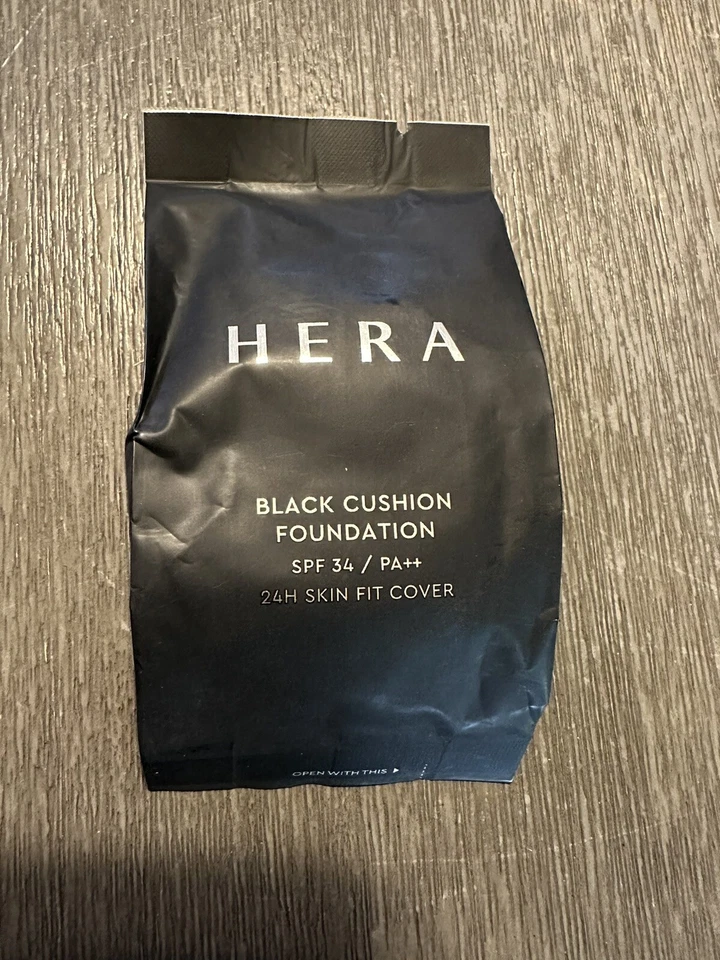 HERA
BLACK CUSHION
FOUNDATION
SPF 34 / PA++
24H SKIN FIT COVER
OPEN WITH THIS ▶